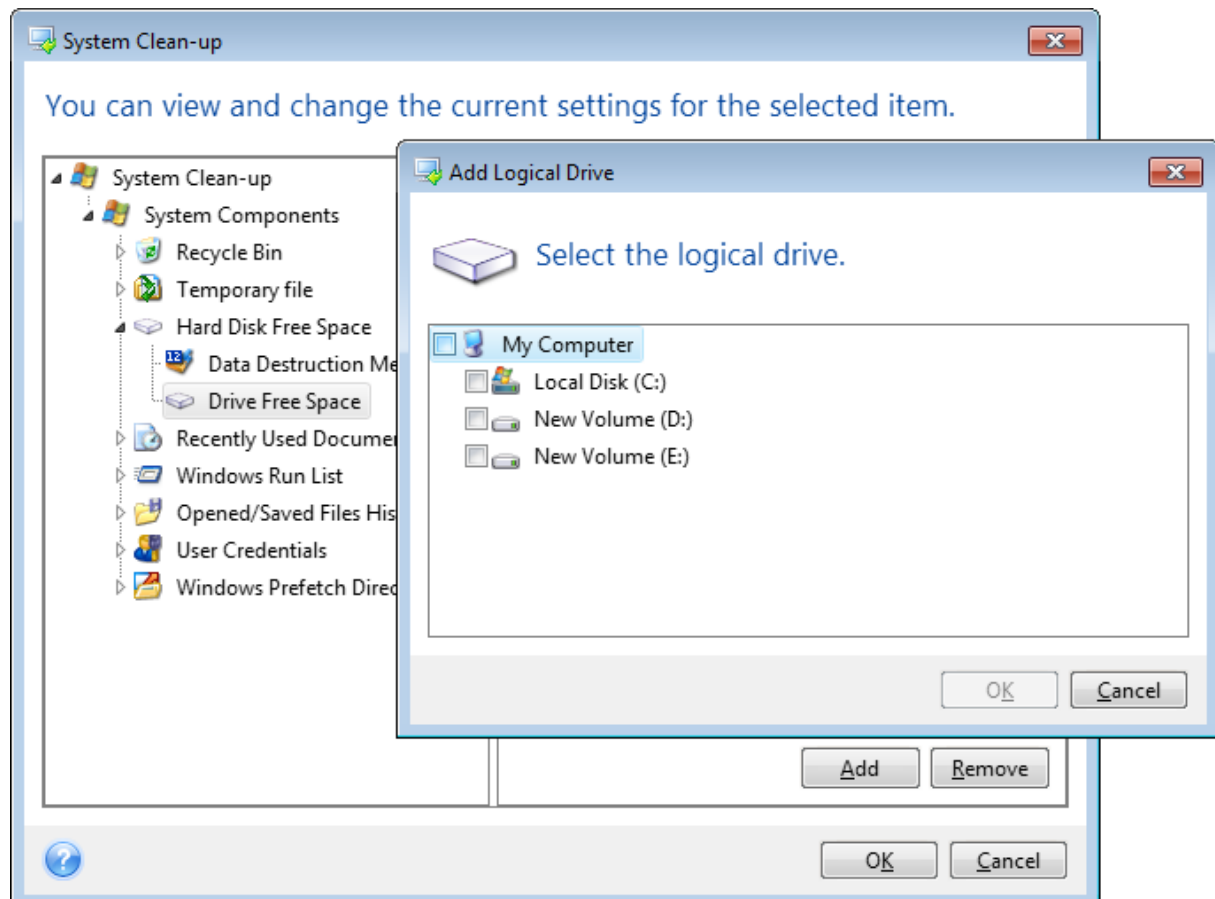 System Clean-up
You can view and change the current settings for the selected item.
System Clean-up
System Components
Recycle Bin
Temporary file
Hard Disk Free Space
Data Destruction Me
Drive Free Space
Recently Used Documen
Windows Run List
Opened/Saved Files His
User Credentials
Windows Prefetch Direc
Add Logical Drive
Select the logical drive.
My Computer
Local Disk (C:)
New Volume (D:)
New Volume (E:)
OK
Cancel
Add
Remove
OK
Cancel